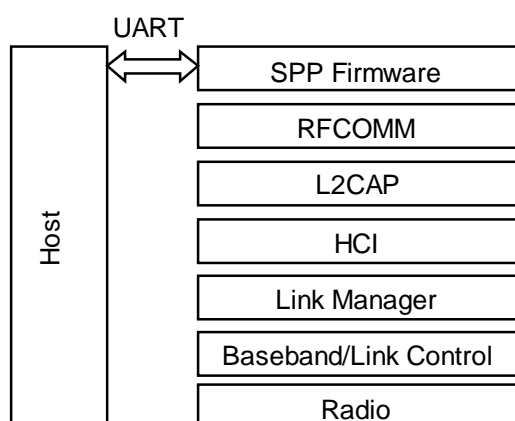 UART
SPP Firmware
RFCOMM
L2CAP
HCI
Host
Link Manager
Baseband/Link Control
Radio